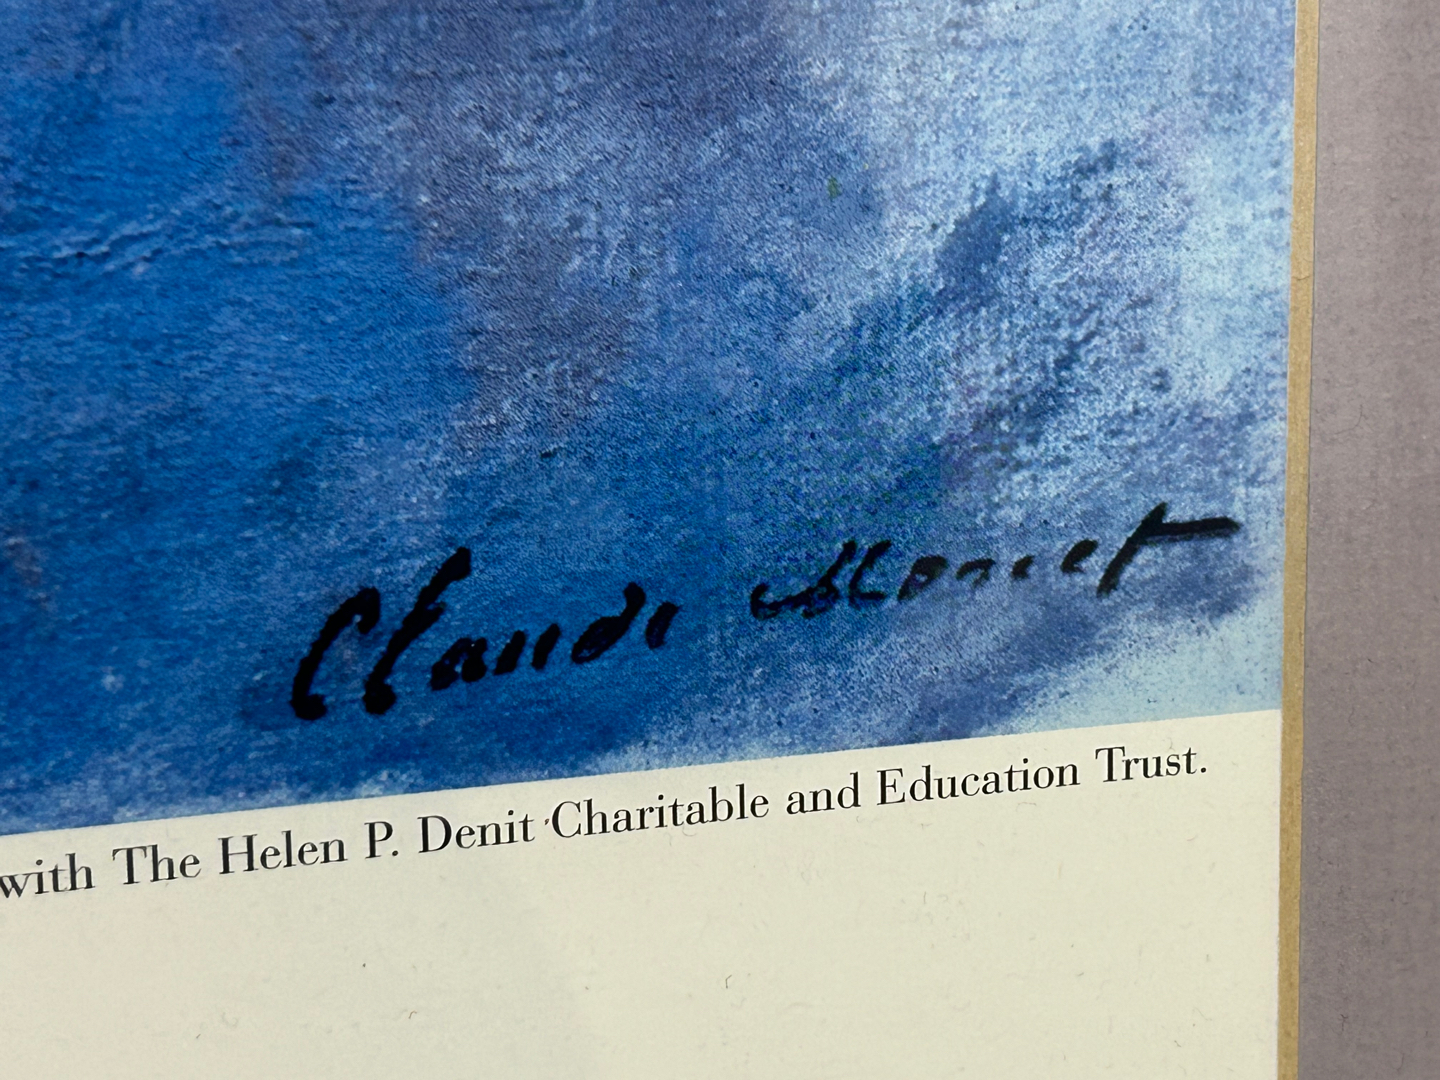 Claude Monet
with The Helen P. Denit Charitable and Education Trust.